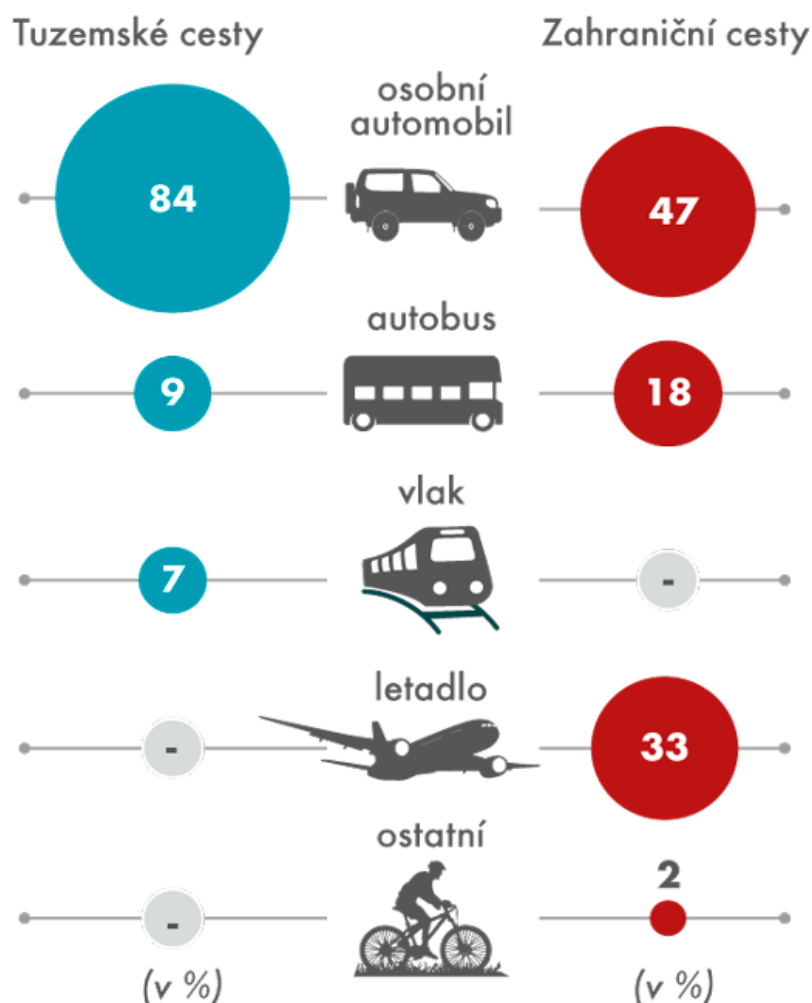 Tuzemské cesty
Zahraniční cesty
osobní
automobil
84
47
autobus
9
18
vlak
7
-
letadlo
-
33
ostatní
-
2
(v %)
(v %)